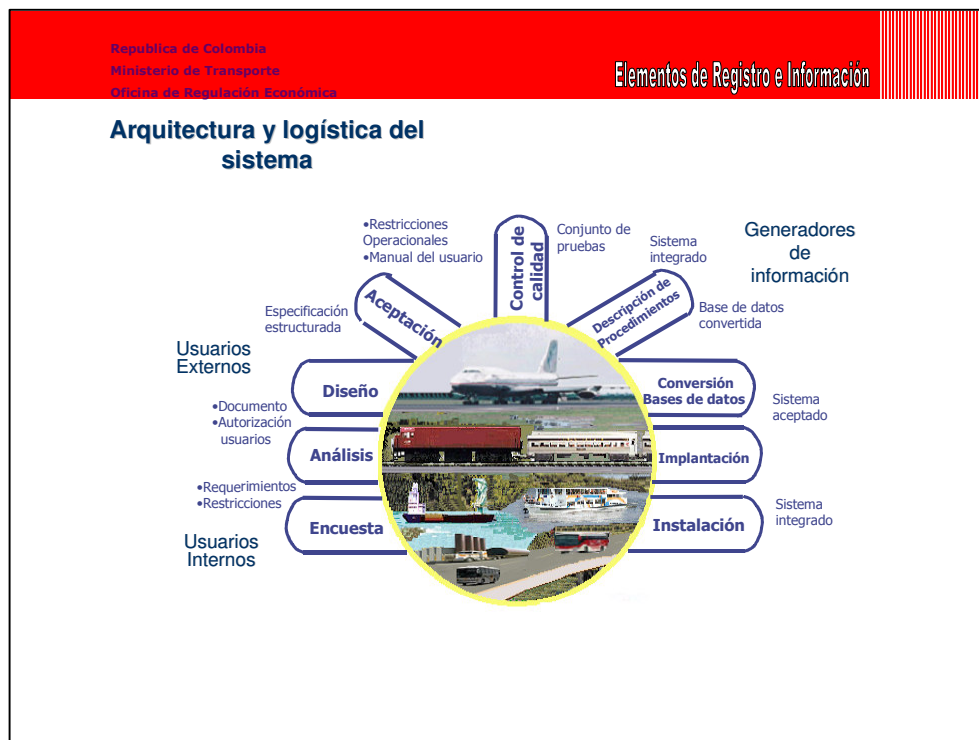 Republica de Colombia
Ministerio de Transporte
Oficina de Regulación Económica
Elementos de Registro e Información
Arquitectura y logística del
sistema
•Restricciones
Operacionales
•Manual del usuario
Control de
calidad
Conjunto de
pruebas
Sistema
integrado
Generadores
de
información
Especificación
estructurada
Aceptación
Descripción de
Procedimientos
Base de datos
convertida
Usuarios
Externos
Diseño
Conversión
Bases de datos
Sistema
aceptado
•Documento
•Autorización
usuarios
Análisis
Implantación
•Requerimientos
•Restricciones
Encuesta
Instalación
Sistema
integrado
Usuarios
Internos